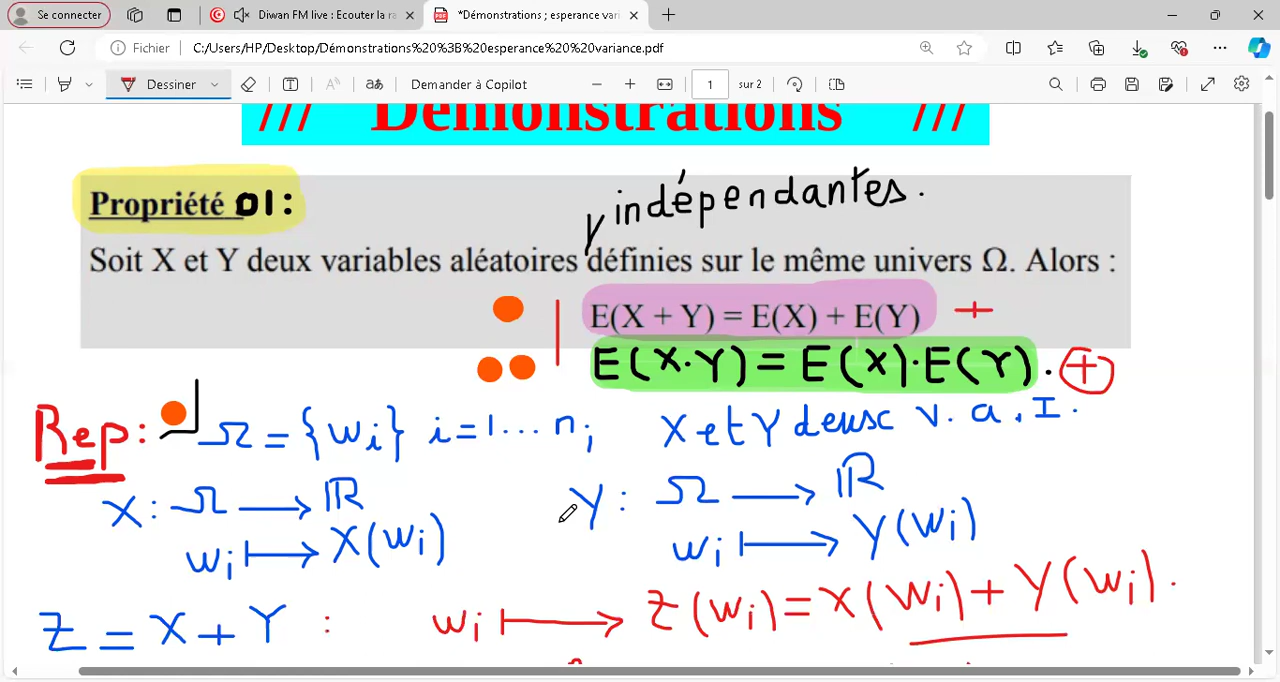 Se connecter
Diwan FM live : Ecouter la ra
*Démonstrations ; esperance vari
Fichier
C:/Users/HP/Desktop/Démonstrations%20%3B%20esperance%20%20variance.pdf
Dessiner
Demander à Copilot
1
sur 2
/// Démonstrations ///
Propriété 01:
indépendantes.
Soit X et Y deux variables aléatoires définies sur le même univers Ω. Alors :
E(X + Y) = E(X) + E(Y) +
E(X·Y) = E(X)·E(Y). +
Rep: Ω = {wi} i=1... n; X et Y deux v. a. I.
X : Ω → ℝ Y : Ω → ℝ
wi ↦ X(wi) wi ↦ Y(wi)
Z = X + Y : wi ↦ Z(wi) = X(wi) + Y(wi).